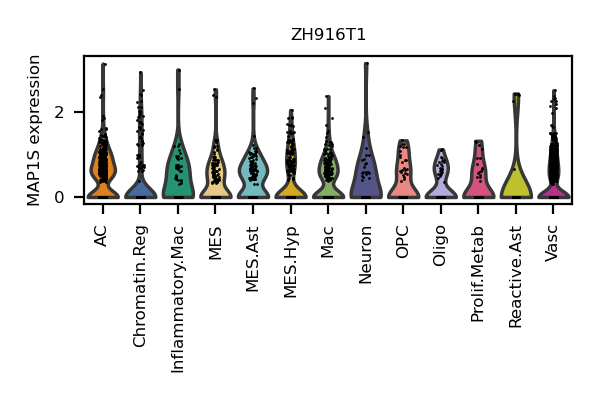 ZH916T1
MAP1S expression
2
0
AC
Chromatin.Reg
Inflammatory.Mac
MES
MES.Ast
MES.Hyp
Mac
Neuron
OPC
Oligo
Prolif.Metab
Reactive.Ast
Vasc